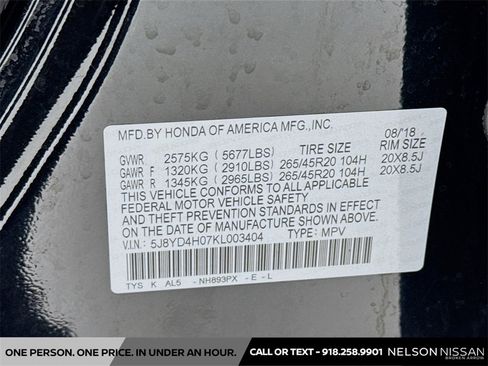 MFD.BY HONDA OF AMERICA MFG.,INC.
08/'18
TIRE SIZE RIM SIZE
GVWR 2575KG (5677LBS)
GAWR F 1320KG (2910LBS) 265/45R20 104H 20X8.5J
GAWR R 1345KG (2965LBS) 265/45R20 104H 20X8.5J
THIS VEHICLE CONFORMS TO ALL APPLICABLE
FEDERAL MOTOR VEHICLE SAFETY
AND THEFT PREVENTION STANDARDS IN EFFECT
ON THE DATE OF MANUFACTURE SHOWN ABOVE.
V.I.N.: 5J8YD4H07KL003404 TYPE: MPV
TYS K AL5 - NH893PX - E - L
ONE PERSON. ONE PRICE. IN UNDER AN HOUR. CALL OR TEXT - 918.258.9901 NELSON NISSAN
BROKEN ARROW